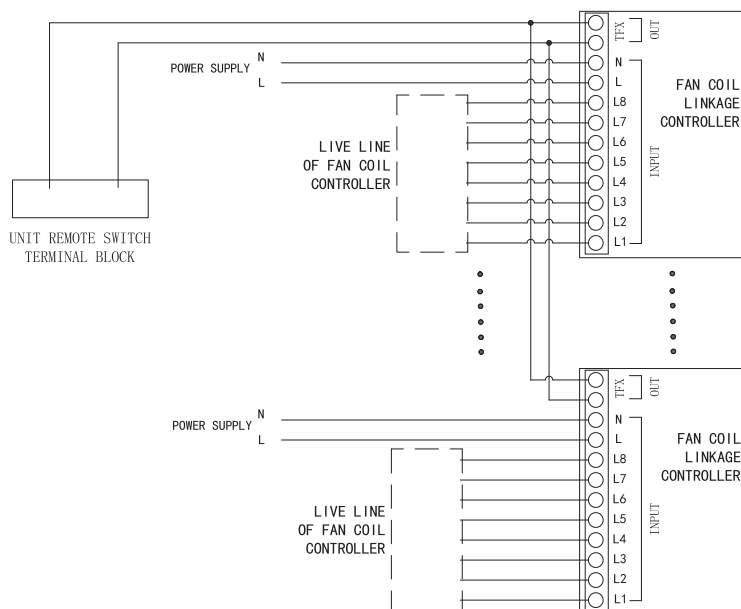 TFX
OUT
N
POWER SUPPLY
L
N
L
L8
L7
L6
L5
L4
L3
L2
L1
INPUT
FAN COIL
LINKAGE
CONTROLLER
LIVE LINE
OF FAN COIL
CONTROLLER
UNIT REMOTE SWITCH
TERMINAL BLOCK
TFX
OUT
N
POWER SUPPLY
L
N
L
L8
L7
L6
L5
L4
L3
L2
L1
INPUT
FAN COIL
LINKAGE
CONTROLLER
LIVE LINE
OF FAN COIL
CONTROLLER